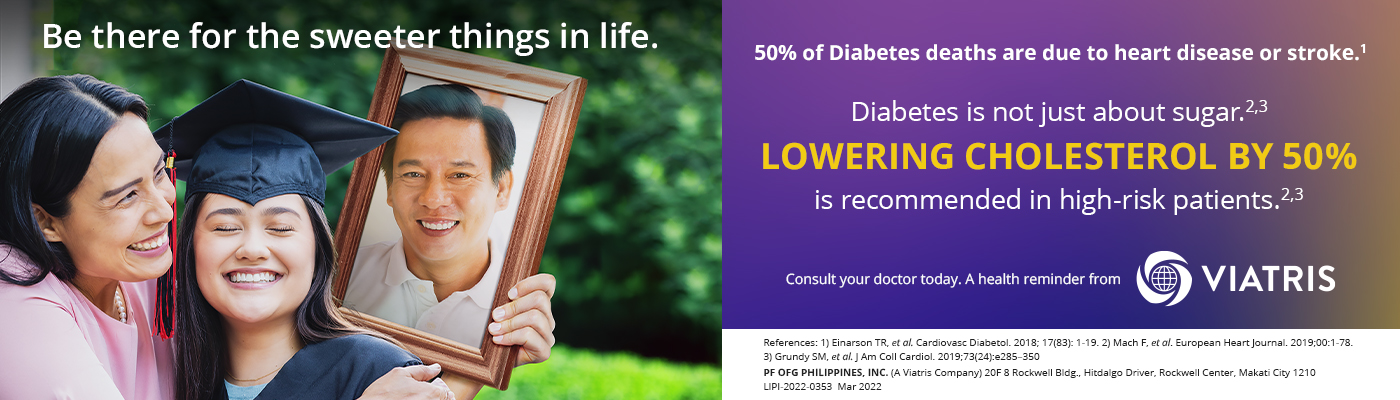 Be there for the sweeter things in life.
50% of Diabetes deaths are due to heart disease or stroke.1
Diabetes is not just about sugar.2,3
LOWERING CHOLESTEROL BY 50%
is recommended in high-risk patients.2,3
Consult your doctor today. A health reminder from VIATRIS
References: 1) Einarson TR, et al. Cardiovasc Diabetol. 2018; 17(83): 1-19. 2) Mach F, et al. European Heart Journal. 2019;00:1-78.
3) Grundy SM, et al. J Am Coll Cardiol. 2019;73(24):e285–350
PF OFG PHILIPPINES, INC. (A Viatris Company) 20F 8 Rockwell Bldg., Hitdalgo Driver, Rockwell Center, Makati City 1210
LIPI-2022-0353 Mar 2022